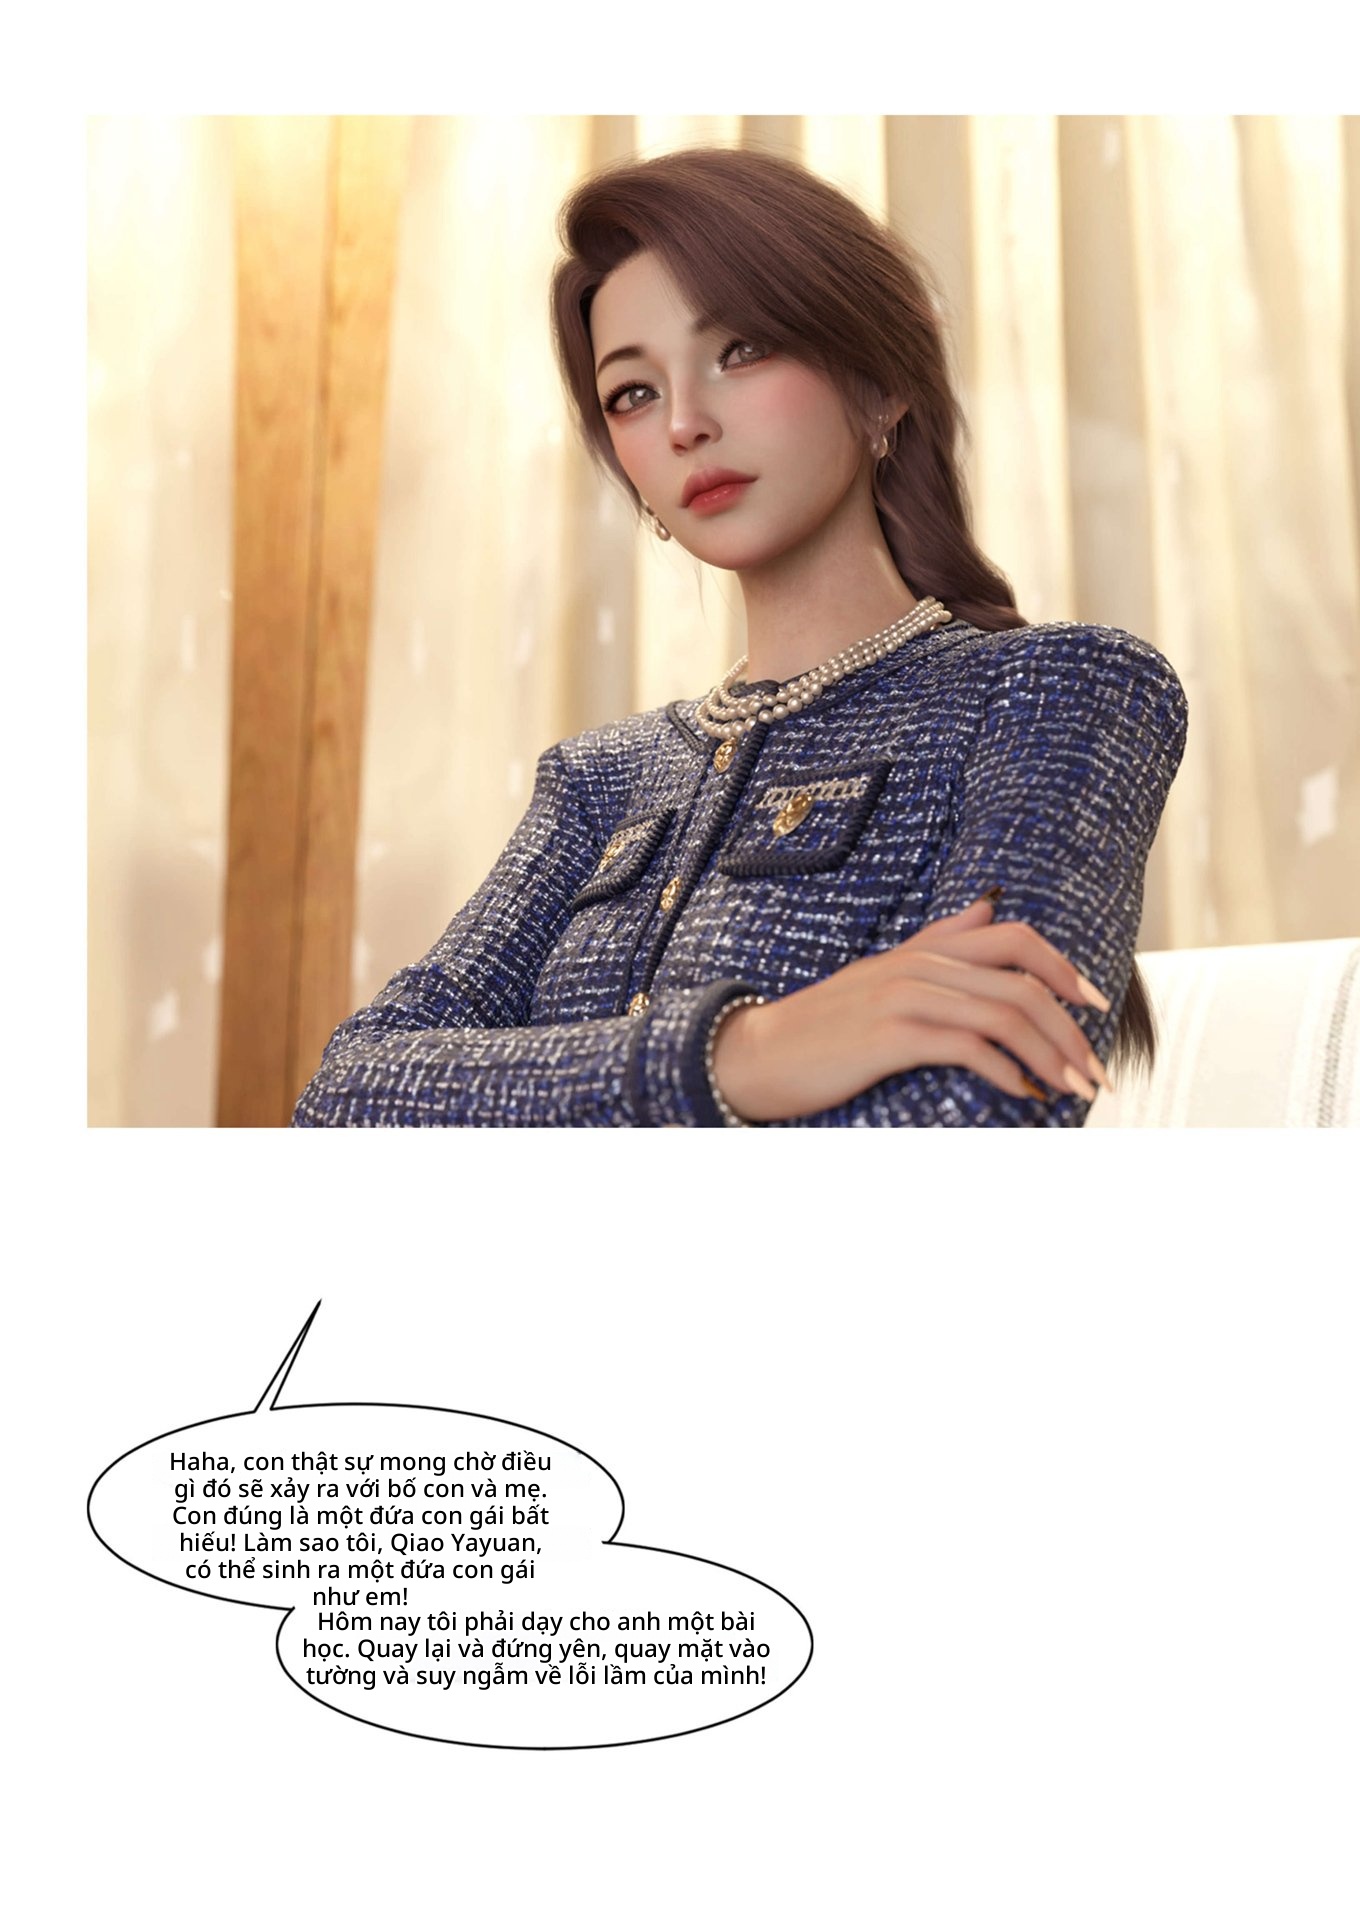 Haha, con thật sự mong chờ điều
gì đó sẽ xảy ra với bố con và mẹ.
Con đúng là một đứa con gái bất
hiếu! Làm sao tôi, Qiao Yayuan,
có thể sinh ra một đứa con gái
như em!
Hôm nay tôi phải dạy cho anh một bài
học. Quay lại và đứng yên, quay mặt vào
tường và suy ngẫm về lỗi lầm của mình!